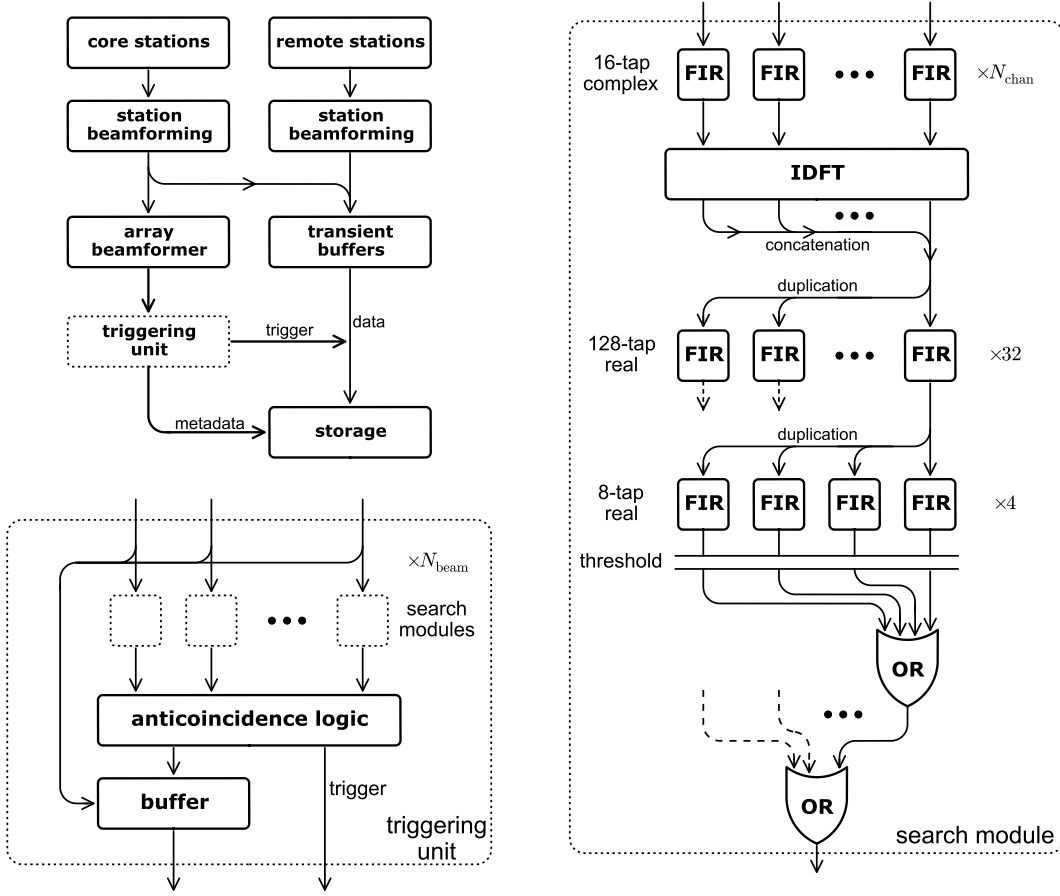 core stations
remote stations
station
beamforming
station
beamforming
array
beamformer
transient
buffers
triggering
unit
trigger
data
metadata
storage
×N_beam
search
modules
anticoincidence logic
buffer
trigger
triggering
unit
16-tap
complex
FIR
FIR
FIR
×N_chan
IDFT
concatenation
duplication
128-tap
real
FIR
FIR
FIR
×32
duplication
8-tap
real
FIR
FIR
FIR
FIR
×4
threshold
OR
OR
search module